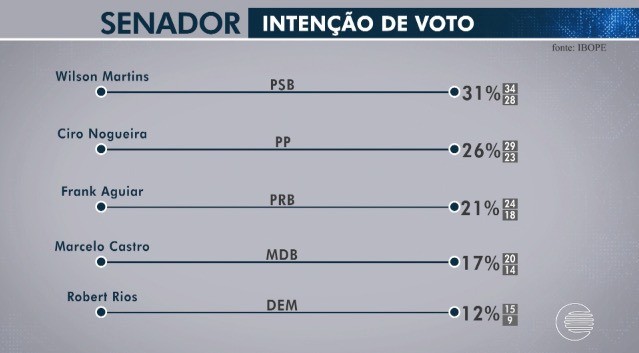 SENADOR INTENÇÃO DE VOTO
fonte: IBOPE
Wilson Martins
PSB
31% 34
28
Ciro Nogueira
PP
26% 29
23
Frank Aguiar
PRB
21% 24
18
Marcelo Castro
MDB
17% 20
14
Robert Rios
DEM
12% 15
9